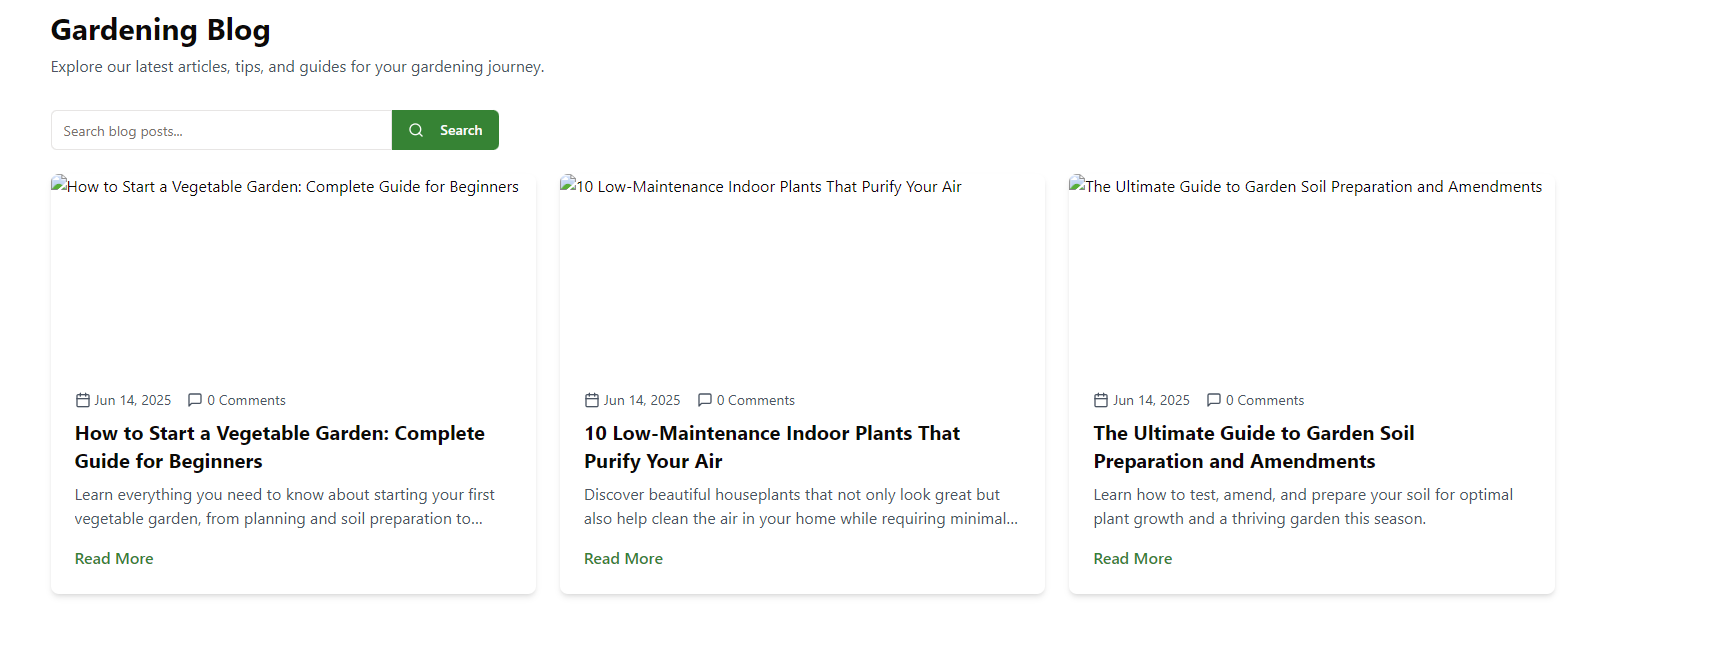 Gardening Blog
Explore our latest articles, tips, and guides for your gardening journey.
Search blog posts...
Search
How to Start a Vegetable Garden: Complete Guide for Beginners
10 Low-Maintenance Indoor Plants That Purify Your Air
The Ultimate Guide to Garden Soil Preparation and Amendments
Jun 14, 2025 0 Comments
How to Start a Vegetable Garden: Complete
Guide for Beginners
Learn everything you need to know about starting your first
vegetable garden, from planning and soil preparation to...
Read More
Jun 14, 2025 0 Comments
10 Low-Maintenance Indoor Plants That
Purify Your Air
Discover beautiful houseplants that not only look great but
also help clean the air in your home while requiring minimal...
Read More
Jun 14, 2025 0 Comments
The Ultimate Guide to Garden Soil
Preparation and Amendments
Learn how to test, amend, and prepare your soil for optimal
plant growth and a thriving garden this season.
Read More